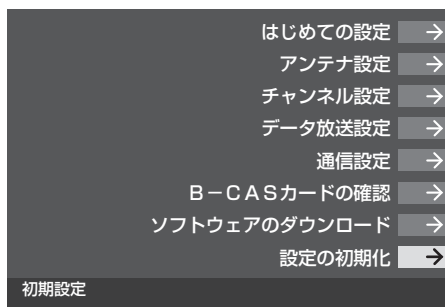 はじめての設定
アンテナ設定
チャンネル設定
データ放送設定
通信設定
Ｂ－ＣＡＳカードの確認
ソフトウェアのダウンロード
設定の初期化
初期設定